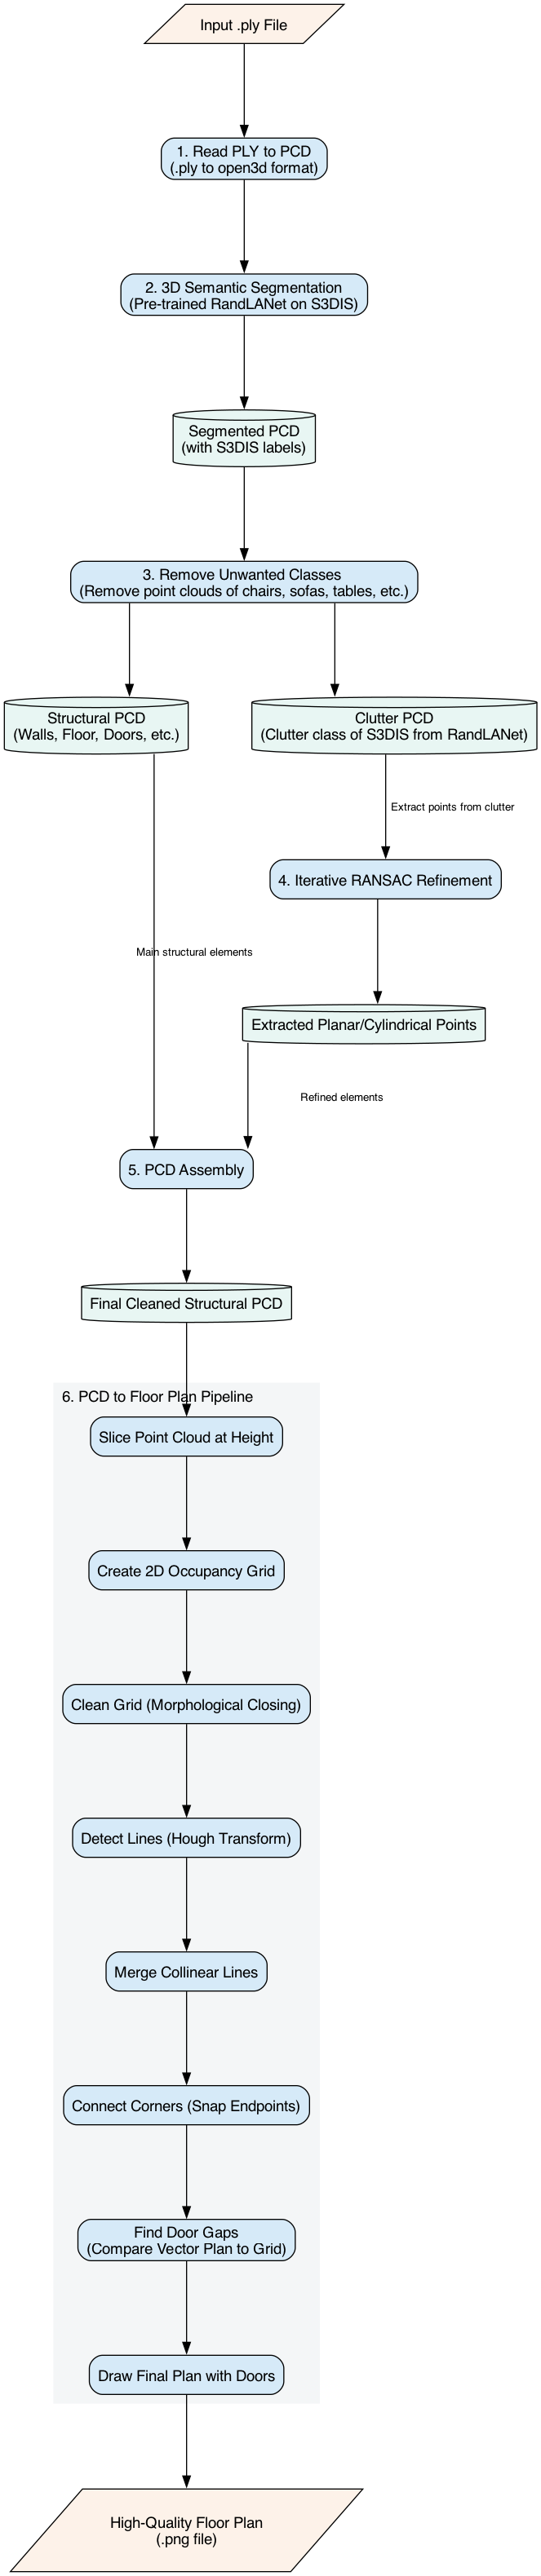 Input .ply File
1. Read PLY to PCD
(.ply to open3d format)
2. 3D Semantic Segmentation
(Pre-trained RandLANet on S3DIS)
Segmented PCD
(with S3DIS labels)
3. Remove Unwanted Classes
(Remove point clouds of chairs, sofas, tables, etc.)
Structural PCD
(Walls, Floor, Doors, etc.)
Clutter PCD
(Clutter class of S3DIS from RandLANet)
Extract points from clutter
4. Iterative RANSAC Refinement
Main structural elements
Extracted Planar/Cylindrical Points
Refined elements
5. PCD Assembly
Final Cleaned Structural PCD
6. PCD to Floor Plan Pipeline
Slice Point Cloud at Height
Create 2D Occupancy Grid
Clean Grid (Morphological Closing)
Detect Lines (Hough Transform)
Merge Collinear Lines
Connect Corners (Snap Endpoints)
Find Door Gaps
(Compare Vector Plan to Grid)
Draw Final Plan with Doors
High-Quality Floor Plan
(.png file)